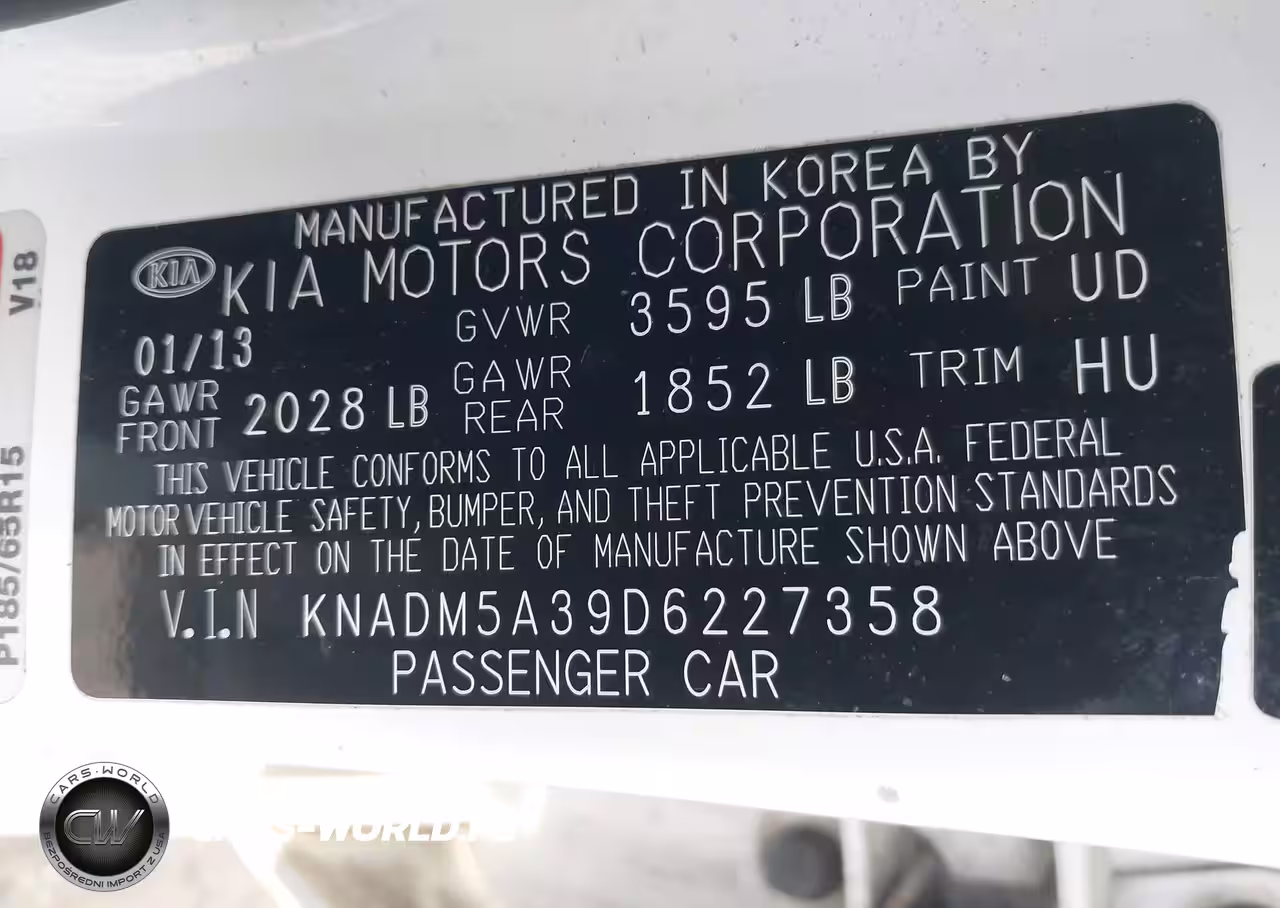 MANUFACTURED IN KOREA BY
KIA KIA MOTORS CORPORATION
01/13 GVWR 3595 LB PAINT UD
GAWR FRONT 2028 LB GAWR REAR 1852 LB TRIM HU
THIS VEHICLE CONFORMS TO ALL APPLICABLE U.S.A. FEDERAL
MOTOR VEHICLE SAFETY, BUMPER, AND THEFT PREVENTION STANDARDS
IN EFFECT ON THE DATE OF MANUFACTURE SHOWN ABOVE
V.I.N KNADM5A39D6227358
PASSENGER CAR
V18
P185/65R15
CARS·WORLD
CW
BEZPOŚREDNI IMPORT Z USA